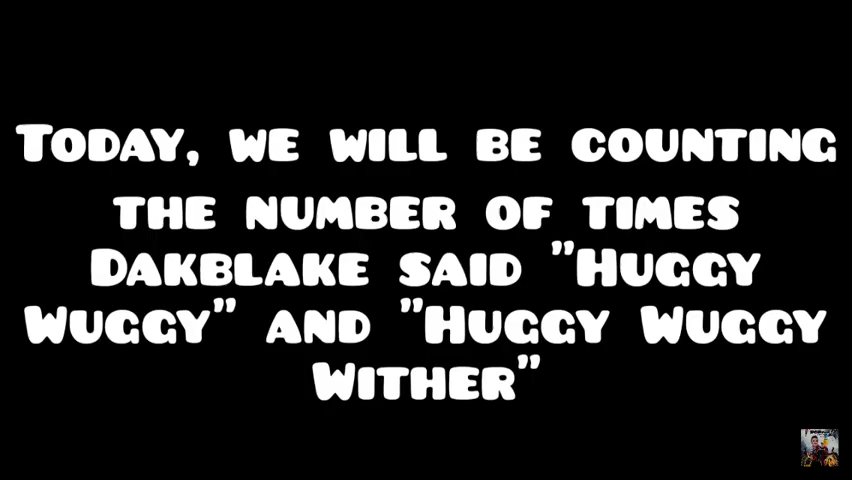 Today, we will be counting
the number of times
Dakblake said "Huggy
Wuggy" and "Huggy Wuggy
Wither"